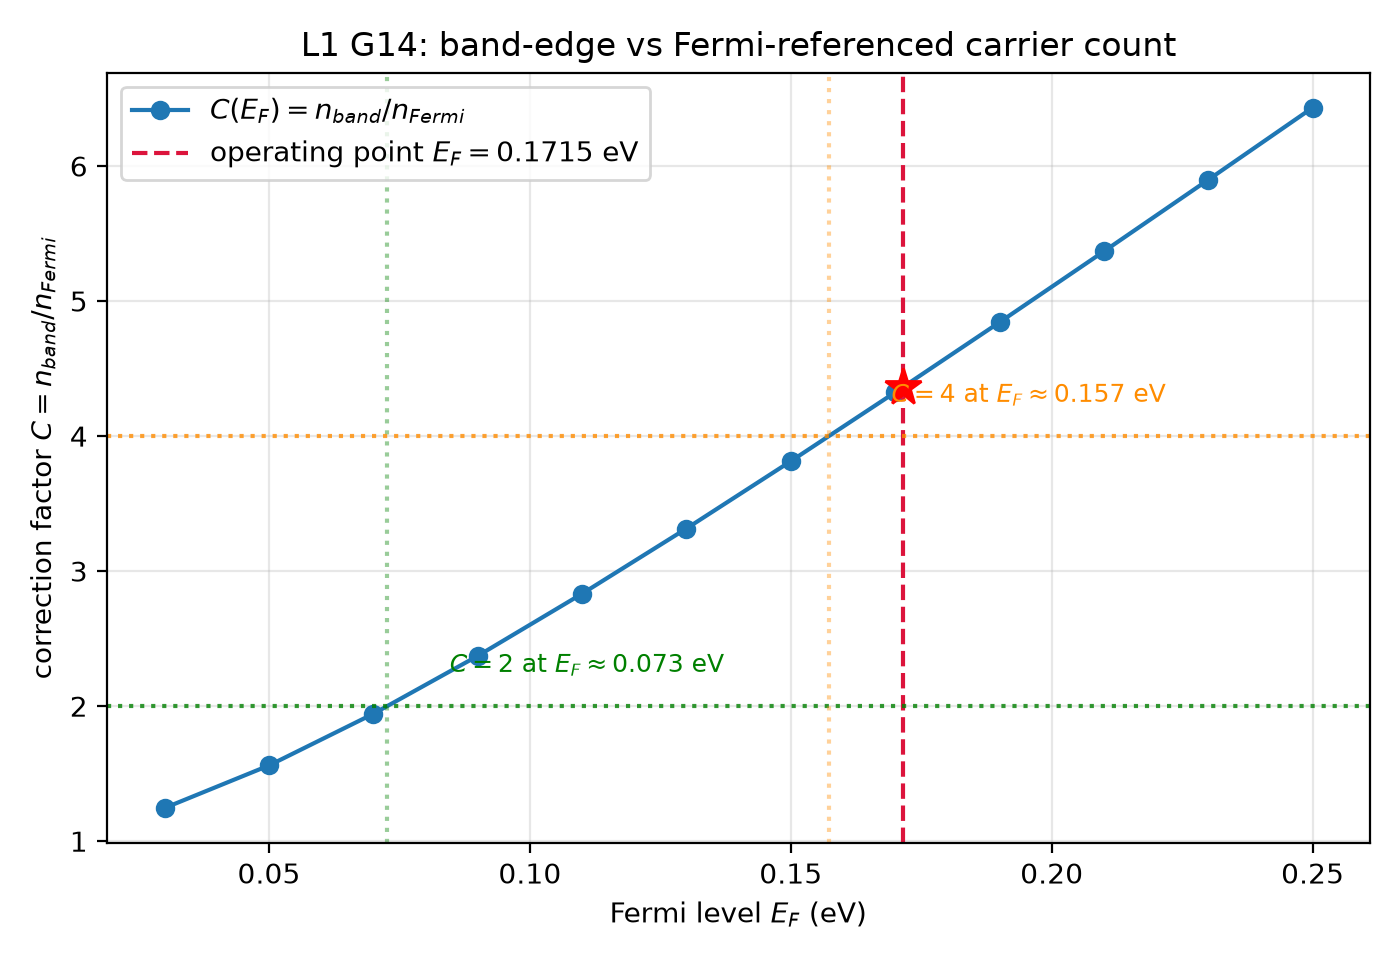 L1 G14: band-edge vs Fermi-referenced carrier count
C(E_F) = n_band/n_Fermi
operating point E_F = 0.1715 eV
correction factor C = n_band/n_Fermi
6
5
4
3
2
1
C = 4 at E_F ≈ 0.157 eV
C = 2 at E_F ≈ 0.073 eV
0.05 0.10 0.15 0.20 0.25
Fermi level E_F (eV)